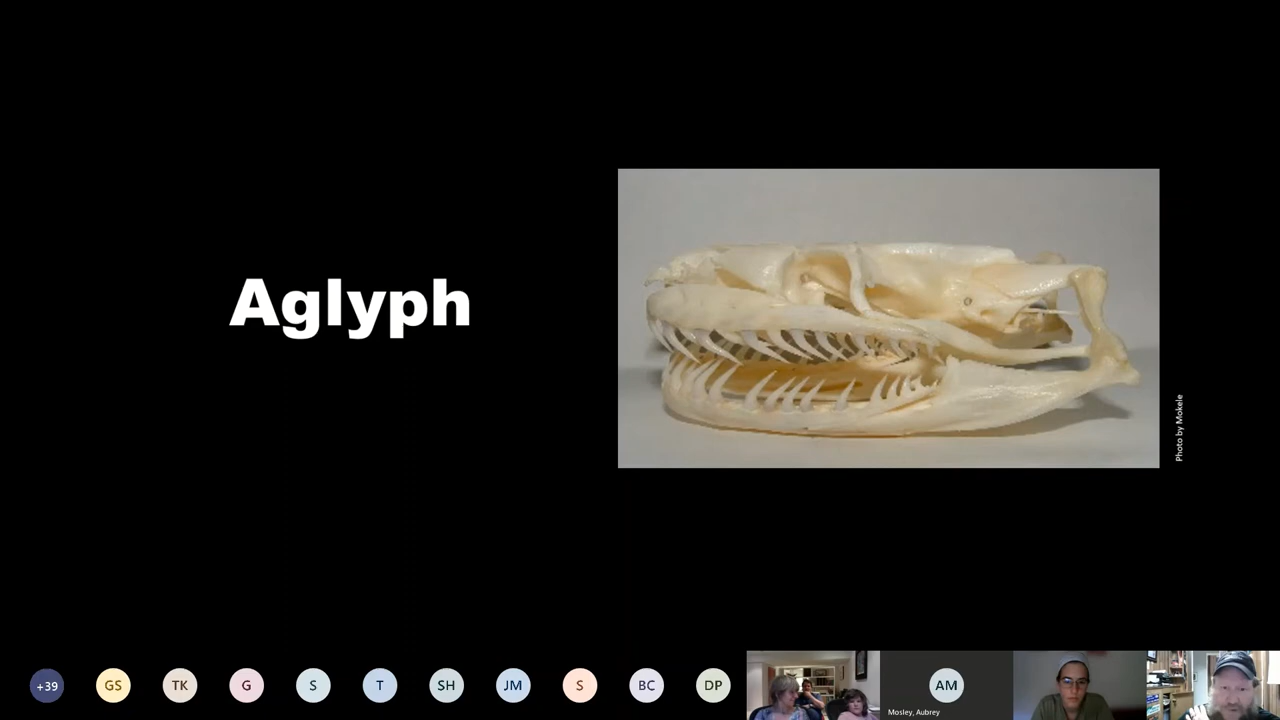 Aglyph
Photo by Mokele
+39
GS
TK
G
S
T
SH
JM
S
BC
DP
AM
Mosley, Aubrey